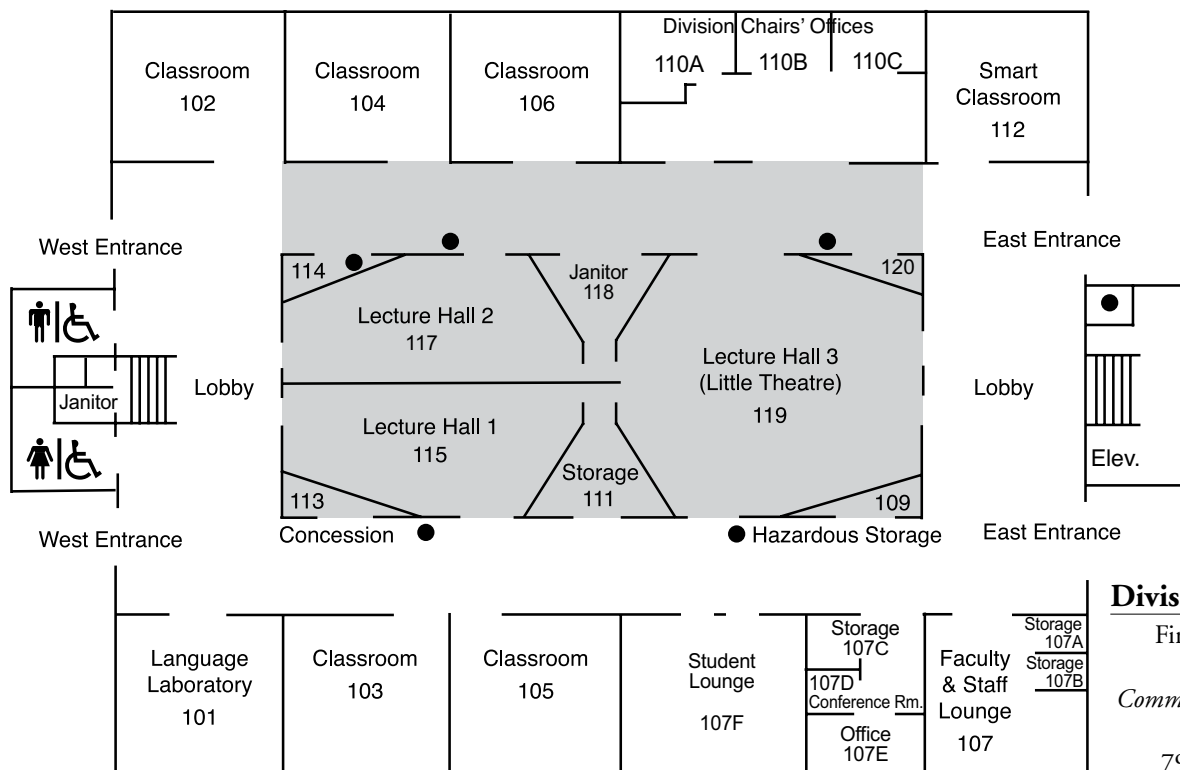 Division Chairs' Offices
Classroom
102
Classroom
104
Classroom
106
110A
110B
110C
Smart
Classroom
112
West Entrance
East Entrance
114
Janitor
118
120
Lecture Hall 2
117
Lecture Hall 3
(Little Theatre)
119
Lobby
Lobby
Janitor
Lecture Hall 1
115
Storage
111
Elev.
113
109
Concession
Hazardous Storage
West Entrance
East Entrance
Language
Laboratory
101
Classroom
103
Classroom
105
Student
Lounge
107F
Storage
107C
107D
Conference Rm.
Office
107E
Faculty
& Staff
Lounge
107
Storage
107A
Storage
107B